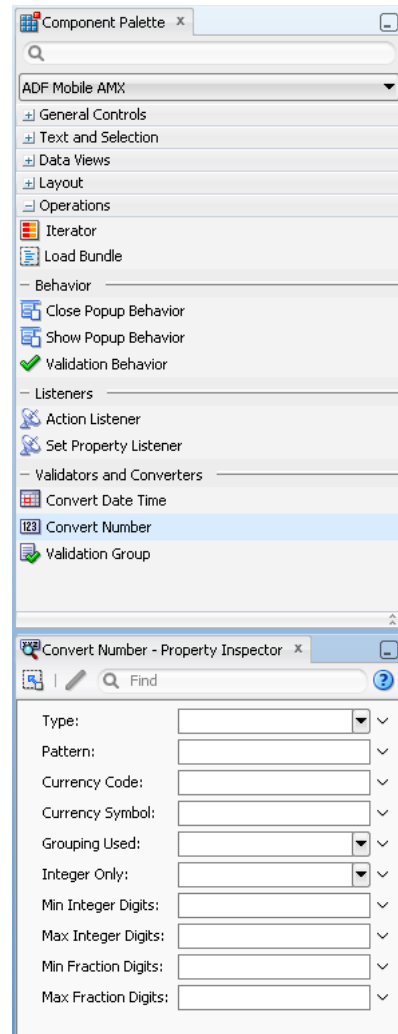 Component Palette x
ADF Mobile AMX
General Controls
Text and Selection
Data Views
Layout
Operations
Iterator
Load Bundle
Behavior
Close Popup Behavior
Show Popup Behavior
Validation Behavior
Listeners
Action Listener
Set Property Listener
Validators and Converters
Convert Date Time
123 Convert Number
Validation Group
Convert Number - Property Inspector x
Find ?
Type:
Pattern:
Currency Code:
Currency Symbol:
Grouping Used:
Integer Only:
Min Integer Digits:
Max Integer Digits:
Min Fraction Digits:
Max Fraction Digits: